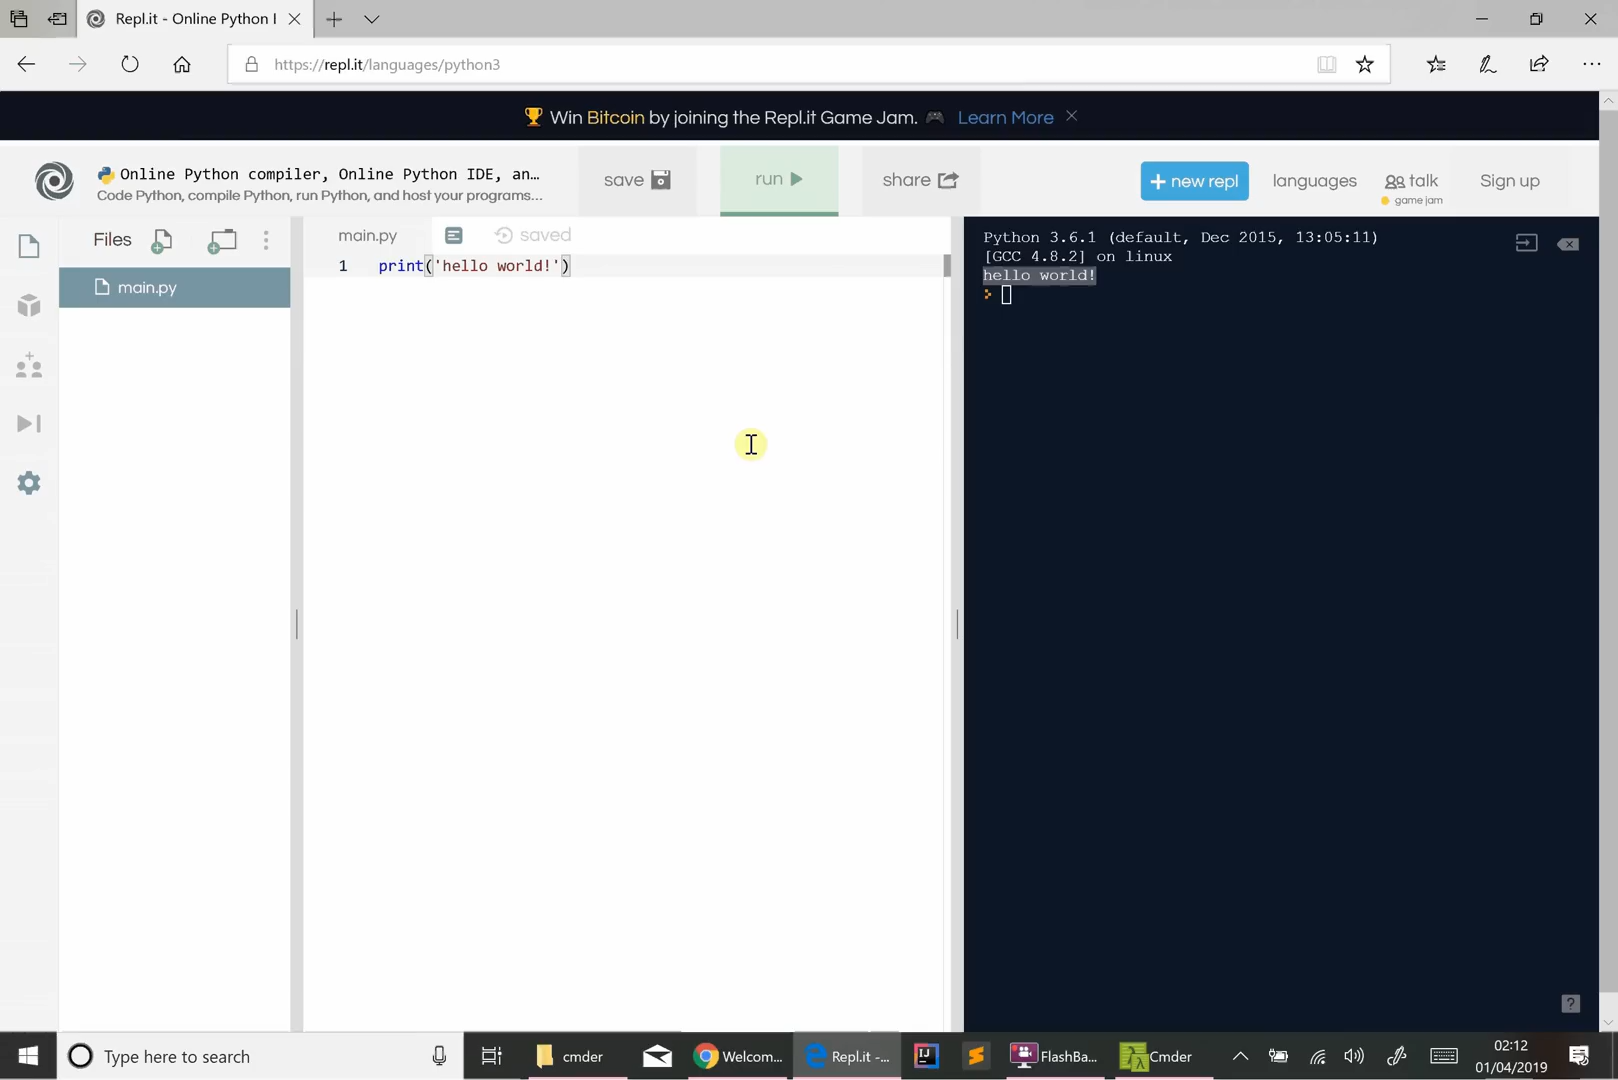 Repl.it - Online Python I
https://repl.it/languages/python3
Win Bitcoin by joining the Repl.it Game Jam. Learn More
Online Python compiler, Online Python IDE, an...
Code Python, compile Python, run Python, and host your programs...
save
run
share
+ new repl
languages
talk
game jam
Sign up
Files
main.py
main.py
saved
1 print('hello world!')
Python 3.6.1 (default, Dec 2015, 13:05:11)
[GCC 4.8.2] on linux
hello world!
?
Type here to search
cmder
Welcom...
Repl.it -...
IJ
FlashBa...
Cmder
02:12
01/04/2019